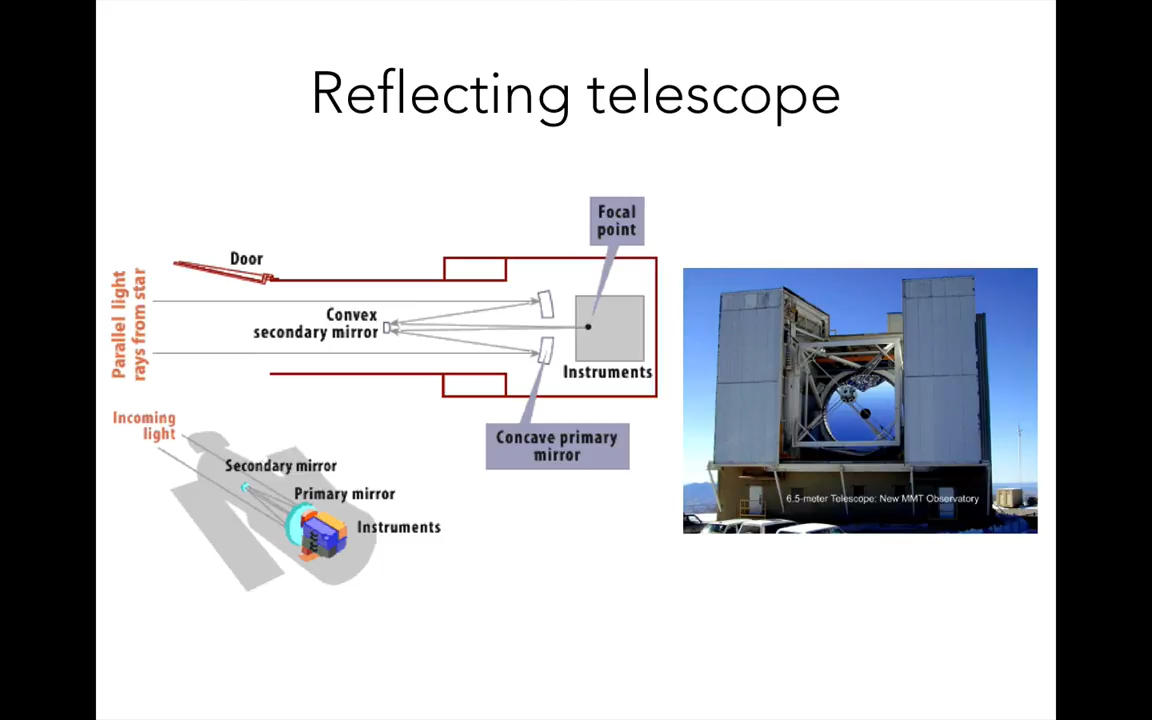 Reflecting telescope
Focal
point
Door
Parallel light
rays from star
Convex
secondary mirror
Instruments
Concave primary
mirror
Incoming
light
Secondary mirror
Primary mirror
Instruments
6.5-meter Telescope: New MMT Observatory